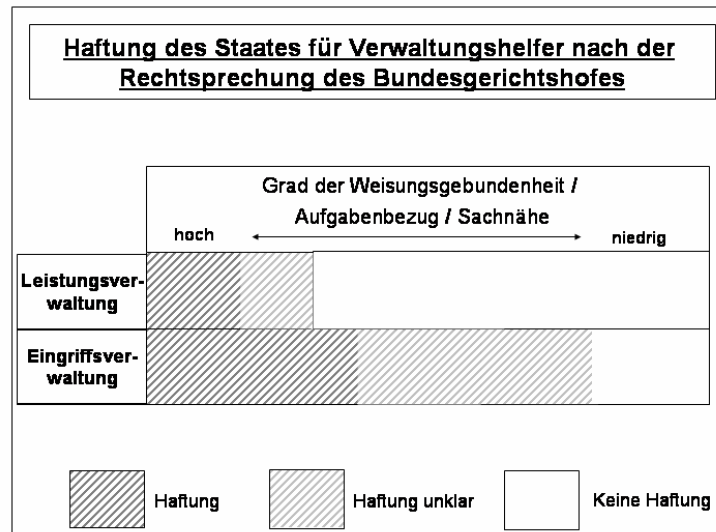 Haftung des Staates für Verwaltungshelfer nach der
Rechtsprechung des Bundesgerichtshofes
Grad der Weisungsgebundenheit /
Aufgabenbezug / Sachnähe
hoch
niedrig
Leistungsver-
waltung
Eingriffsver-
waltung
Haftung
Haftung unklar
Keine Haftung